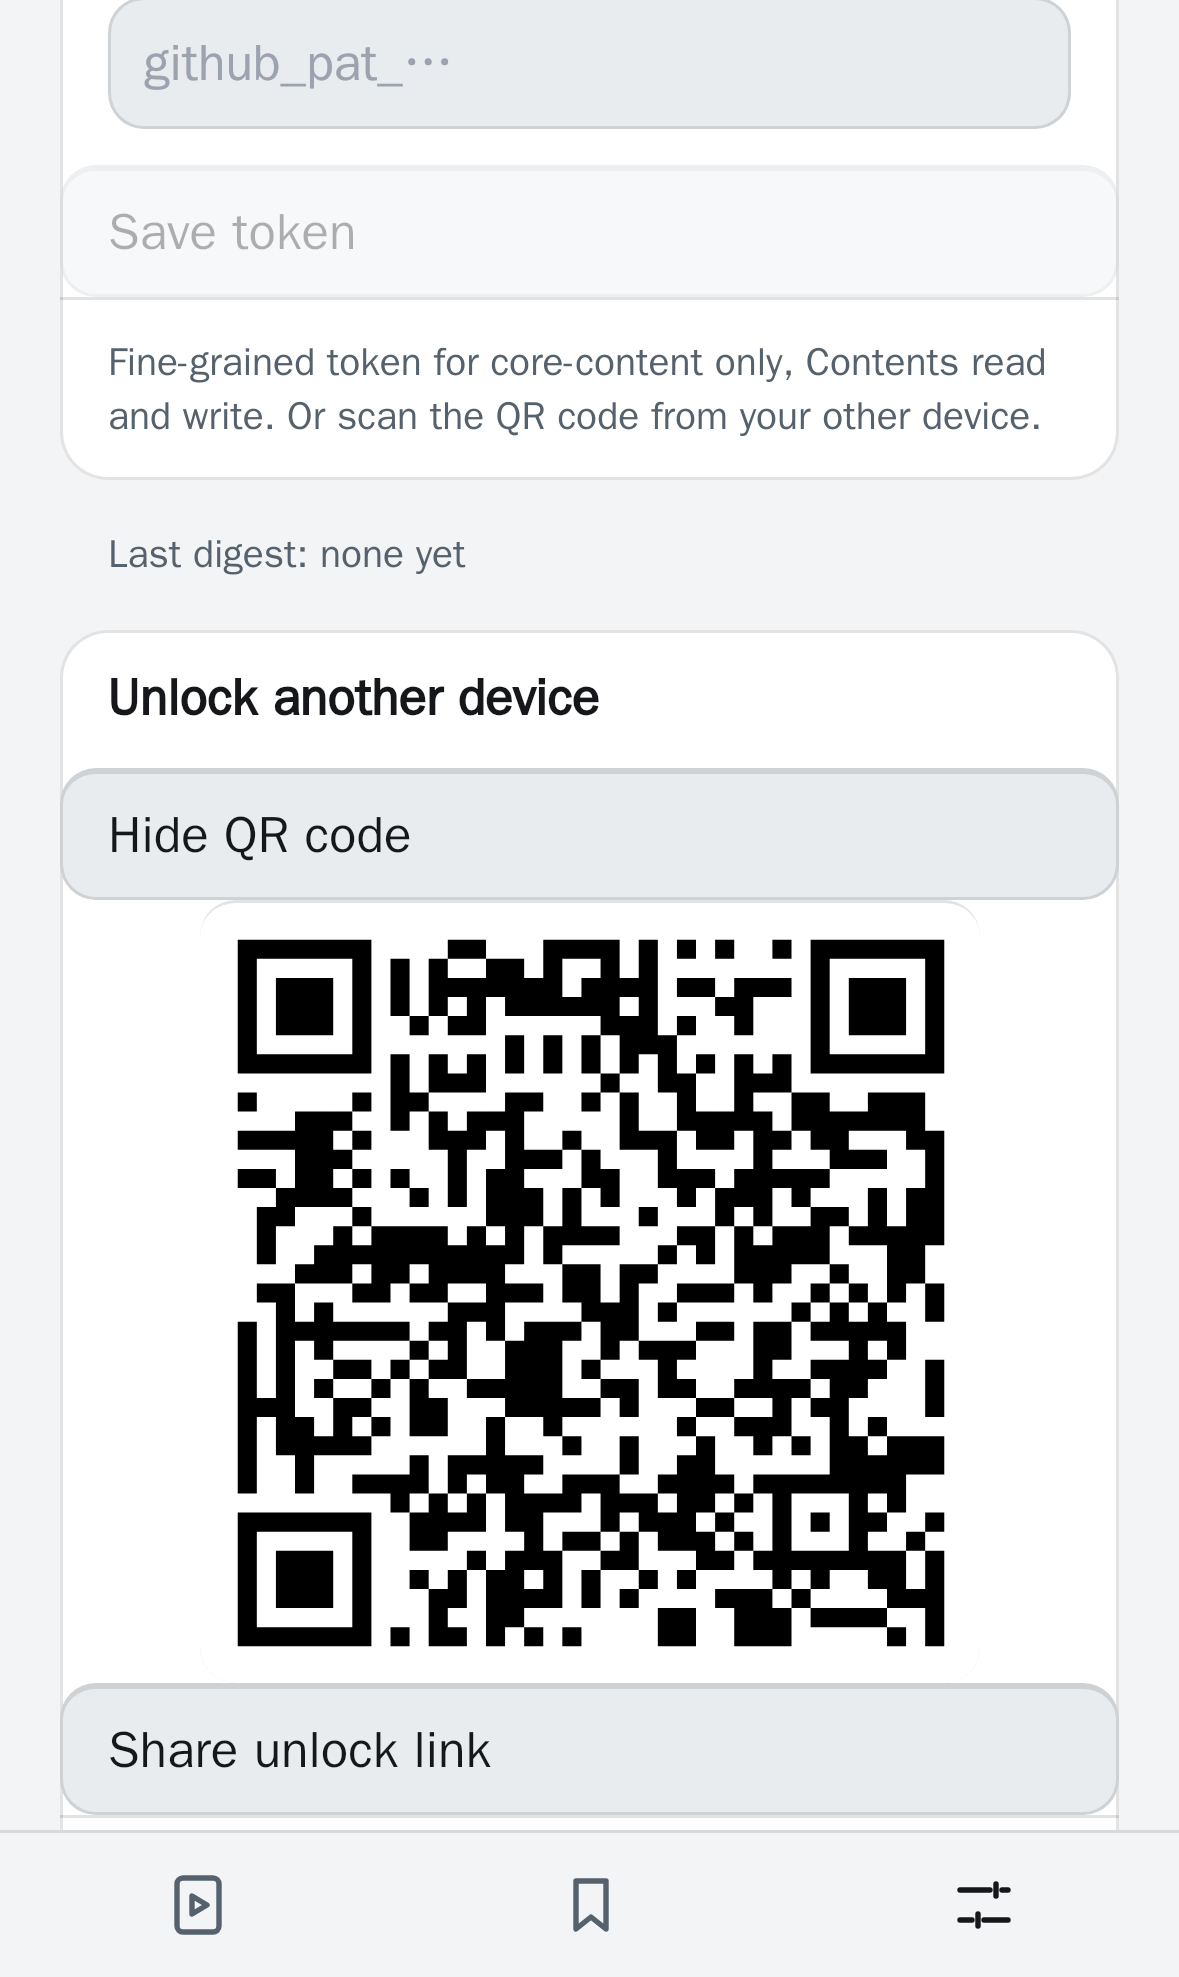 github_pat_···
Save token
Fine-grained token for core-content only, Contents read
and write. Or scan the QR code from your other device.
Last digest: none yet
Unlock another device
Hide QR code
Share unlock link